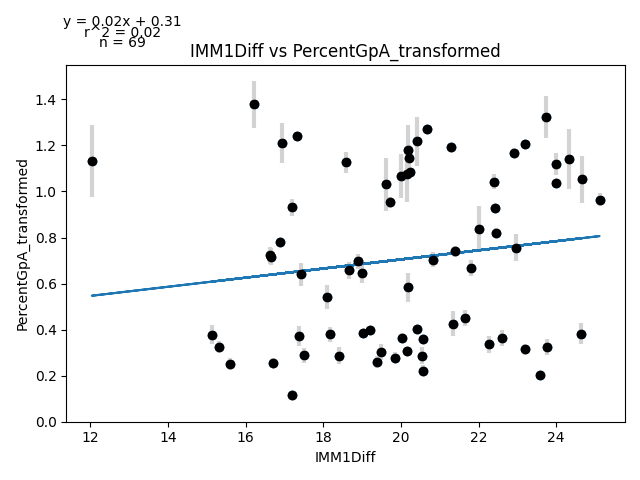 y = 0.02x + 0.31
r^2 = 0.02
n = 69
IMM1Diff vs PercentGpA_transformed
PercentGpA_transformed
1.4
1.2
1.0
0.8
0.6
0.4
0.2
0.0
12 14 16 18 20 22 24
IMM1Diff